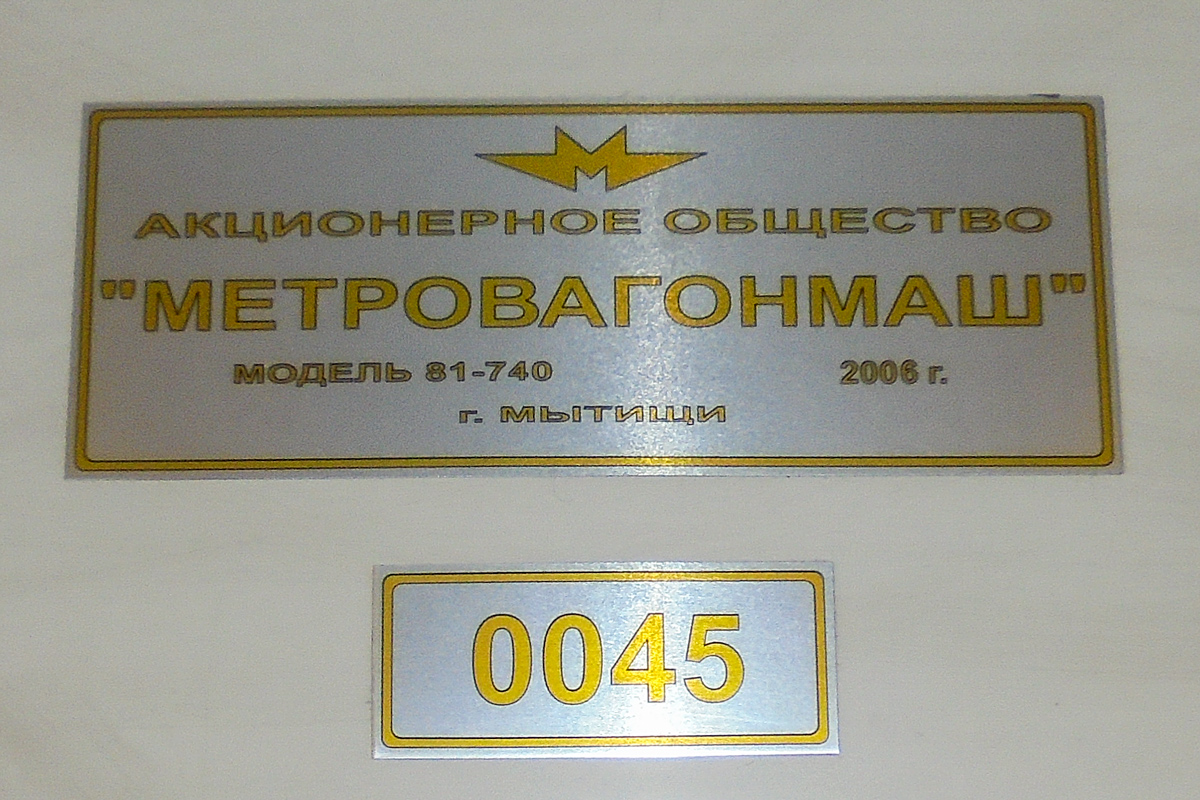 АКЦИОНЕРНОЕ ОБЩЕСТВО
"МЕТРОВАГОНМАШ"
МОДЕЛЬ 81-740 2006 г.
г. МЫТИЩИ
0045